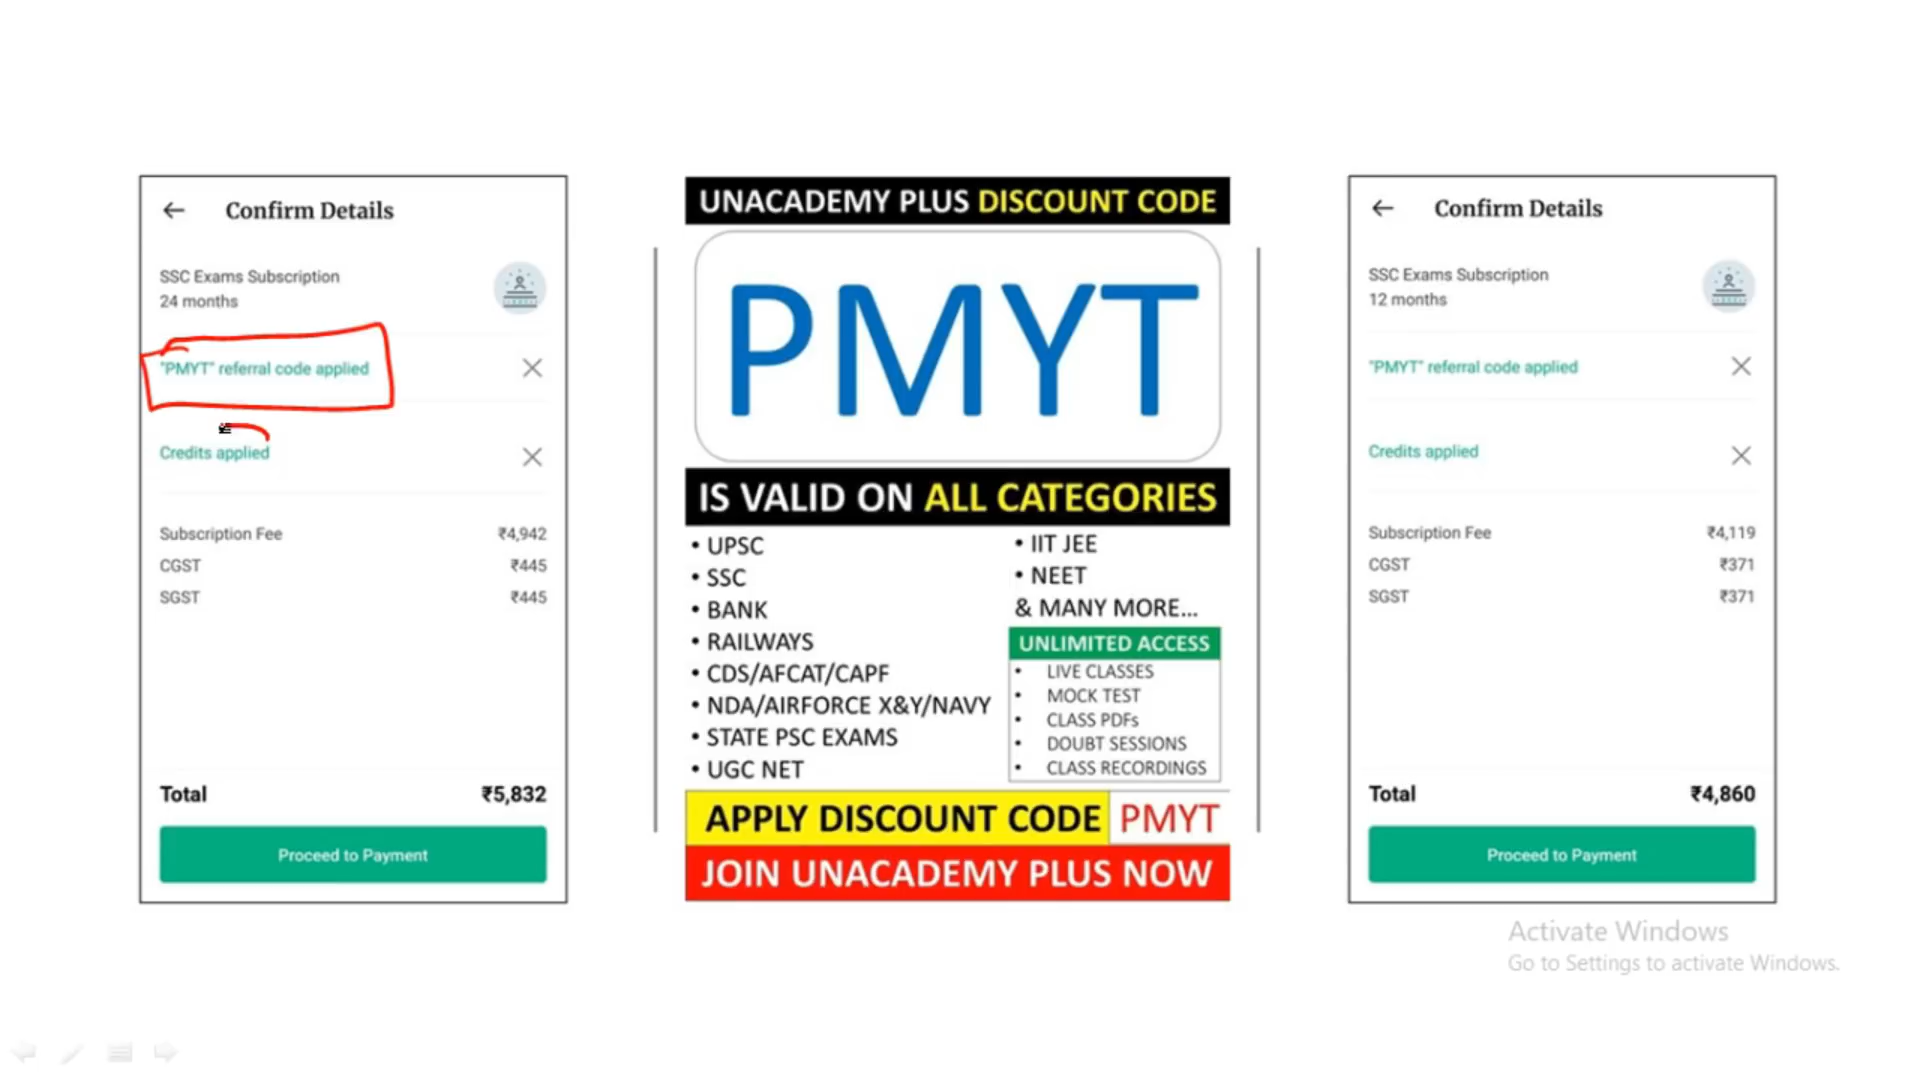 Confirm Details
SSC Exams Subscription
24 months
"PMYT" referral code applied
Credits applied
Subscription Fee ₹4,942
CGST ₹445
SGST ₹445
Total ₹5,832
Proceed to Payment
UNACADEMY PLUS DISCOUNT CODE
PMYT
IS VALID ON ALL CATEGORIES
• UPSC
• SSC
• BANK
• RAILWAYS
• CDS/AFCAT/CAPF
• NDA/AIRFORCE X&Y/NAVY
• STATE PSC EXAMS
• UGC NET
• IIT JEE
• NEET
& MANY MORE...
UNLIMITED ACCESS
• LIVE CLASSES
• MOCK TEST
• CLASS PDFs
• DOUBT SESSIONS
• CLASS RECORDINGS
APPLY DISCOUNT CODE PMYT
JOIN UNACADEMY PLUS NOW
Confirm Details
SSC Exams Subscription
12 months
"PMYT" referral code applied
Credits applied
Subscription Fee ₹4,119
CGST ₹371
SGST ₹371
Total ₹4,860
Proceed to Payment
Activate Windows
Go to Settings to activate Windows.